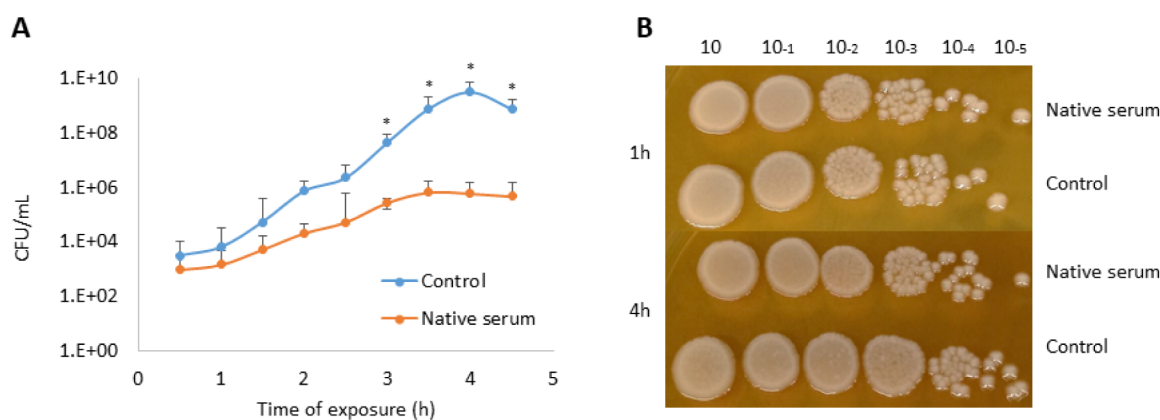 A
1.E+10
1.E+08
1.E+06
1.E+04
1.E+02
1.E+00
CFU/mL
0 1 2 3 4 5
Time of exposure (h)
* * * *
Control
Native serum
B
10 10-1 10-2 10-3 10-4 10-5
1h
Native serum
Control
4h
Native serum
Control